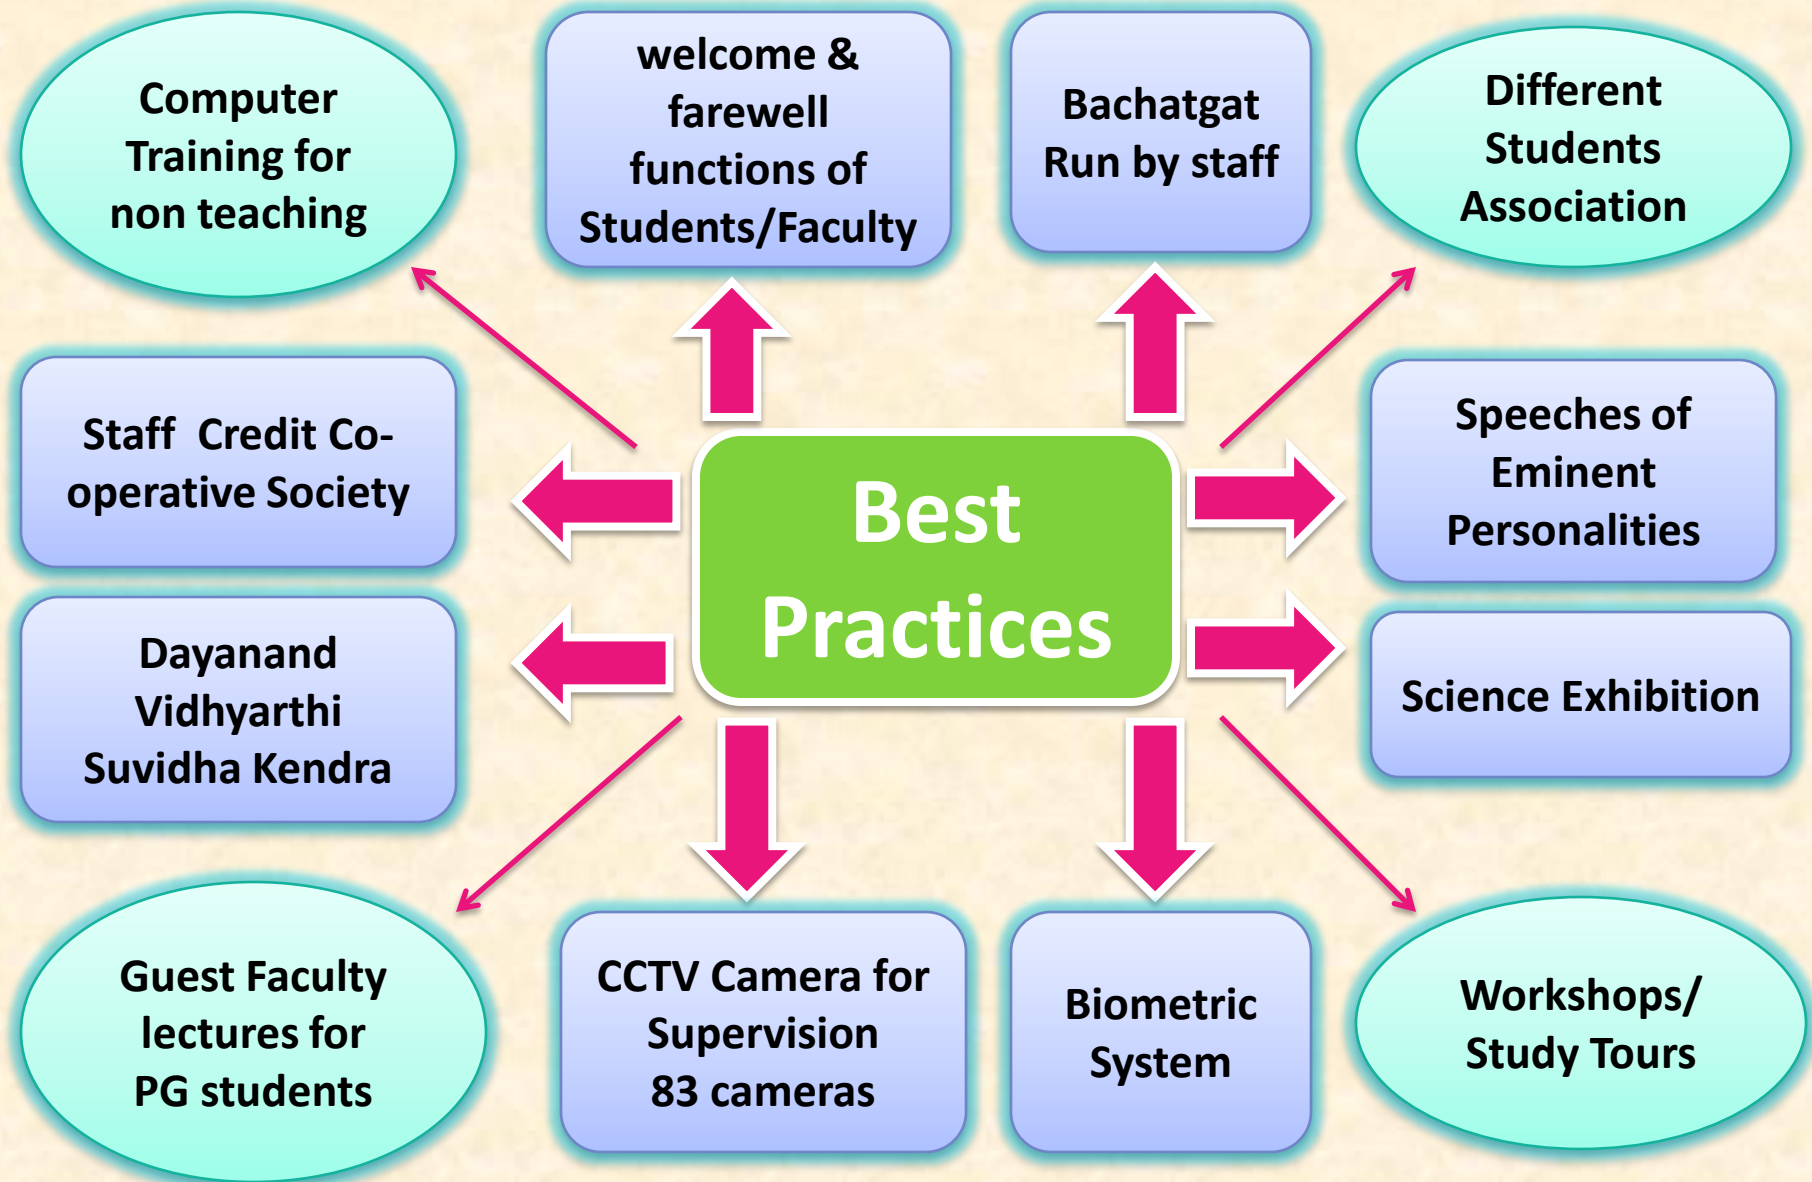 Computer
Training for
non teaching
welcome &
farewell
functions of
Students/Faculty
Bachatgat
Run by staff
Different
Students
Association
Staff  Credit Co-
operative Society
Best
Practices
Speeches of
Eminent
Personalities
Dayanand
Vidhyarthi
Suvidha Kendra
Science Exhibition
Guest Faculty
lectures for
PG students
CCTV Camera for
Supervision
83 cameras
Biometric
System
Workshops/
Study Tours